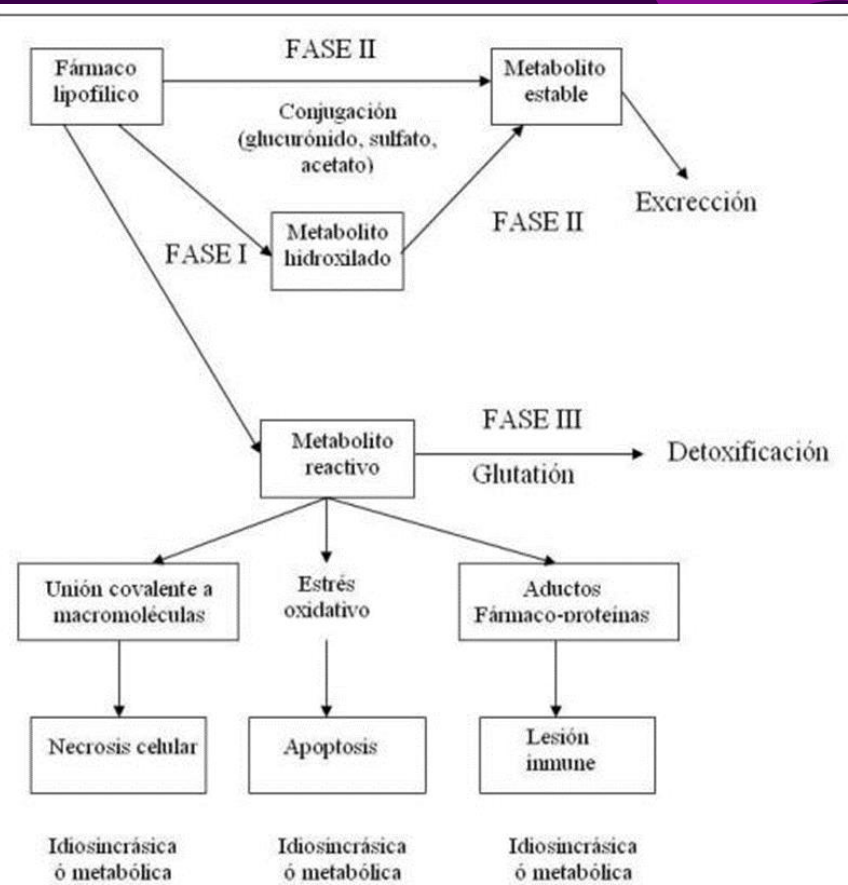 FASE II
Fármaco
lipofílico
Metabolito
estable
Conjugación
(glucurónido, sulfato,
acetato)
Excrección
FASE II
Metabolito
hidroxilado
FASE I
FASE III
Metabolito
reactivo
Detoxificación
Glutatión
Unión covalente a
macromoléculas
Estrés
oxidativo
Aductos
Fármaco-proteínas
Necrosis celular
Apoptosis
Lesión
inmune
Idiosincrásica
ó metabólica
Idiosincrásica
ó metabólica
Idiosincrásica
ó metabólica